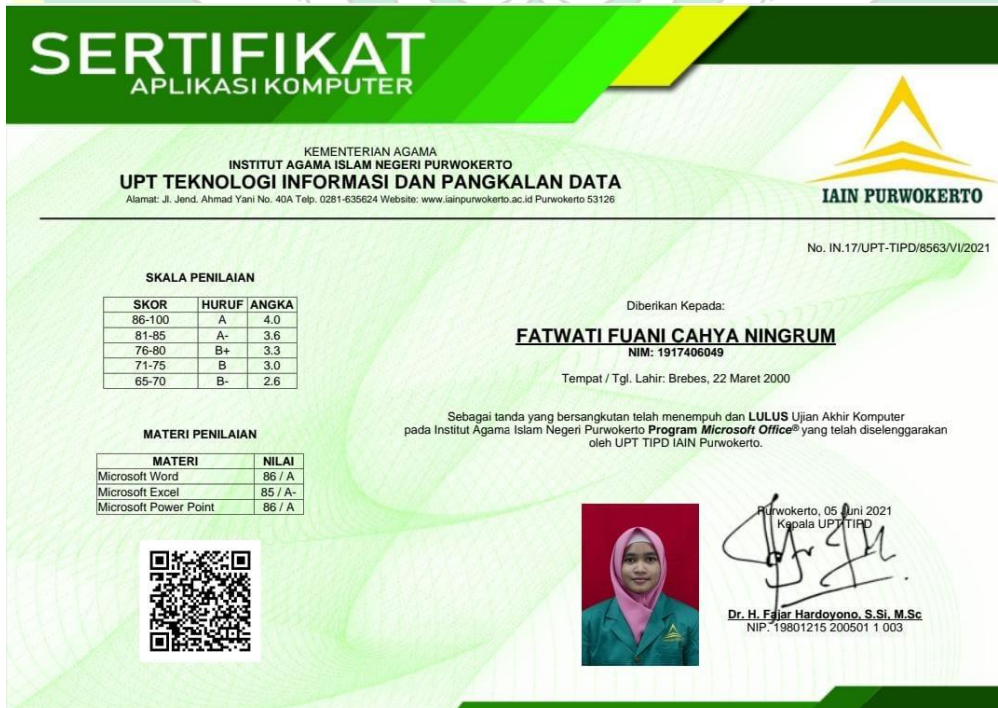 SERTIFIKAT
APLIKASI KOMPUTER
IAIN PURWOKERTO
KEMENTERIAN AGAMA
INSTITUT AGAMA ISLAM NEGERI PURWOKERTO
UPT TEKNOLOGI INFORMASI DAN PANGKALAN DATA
Alamat: Jl. Jend. Ahmad Yani No. 40A Telp. 0281-635624 Website: www.iainpurwokerto.ac.id Purwokerto 53126
No. IN.17/UPT-TIPD/8563/VI/2021
SKALA PENILAIAN
SKOR HURUF ANGKA
86-100 A 4.0
81-85 A- 3.6
76-80 B+ 3.3
71-75 B 3.0
65-70 B- 2.6
MATERI PENILAIAN
MATERI NILAI
Microsoft Word 86 / A
Microsoft Excel 85 / A-
Microsoft Power Point 86 / A
Diberikan Kepada:
FATWATI FUANI CAHYA NINGRUM
NIM: 1917406049
Tempat / Tgl. Lahir: Brebes, 22 Maret 2000
Sebagai tanda yang bersangkutan telah menempuh dan LULUS Ujian Akhir Komputer
pada Institut Agama Islam Negeri Purwokerto Program Microsoft Office® yang telah diselenggarakan
oleh UPT TIPD IAIN Purwokerto.
Purwokerto, 05 Juni 2021
Kepala UPT TIPD
Dr. H. Fajar Hardoyono, S.Si, M.Sc
NIP. 19801215 200501 1 003